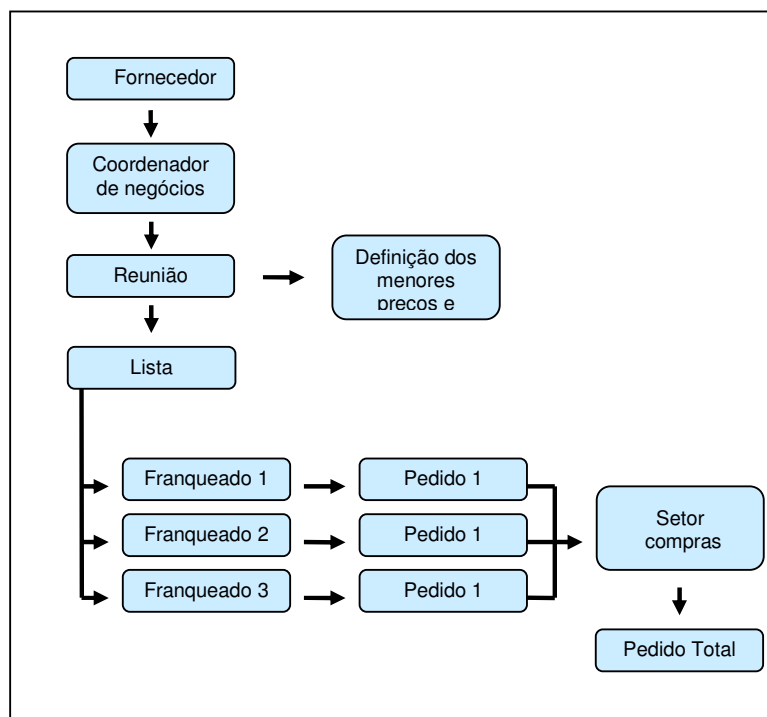 Fornecedor
Coordenador
de negócios
Reunião
Definição dos
menores
preços e
Lista
Franqueado 1
Pedido 1
Franqueado 2
Pedido 1
Franqueado 3
Pedido 1
Setor
compras
Pedido Total